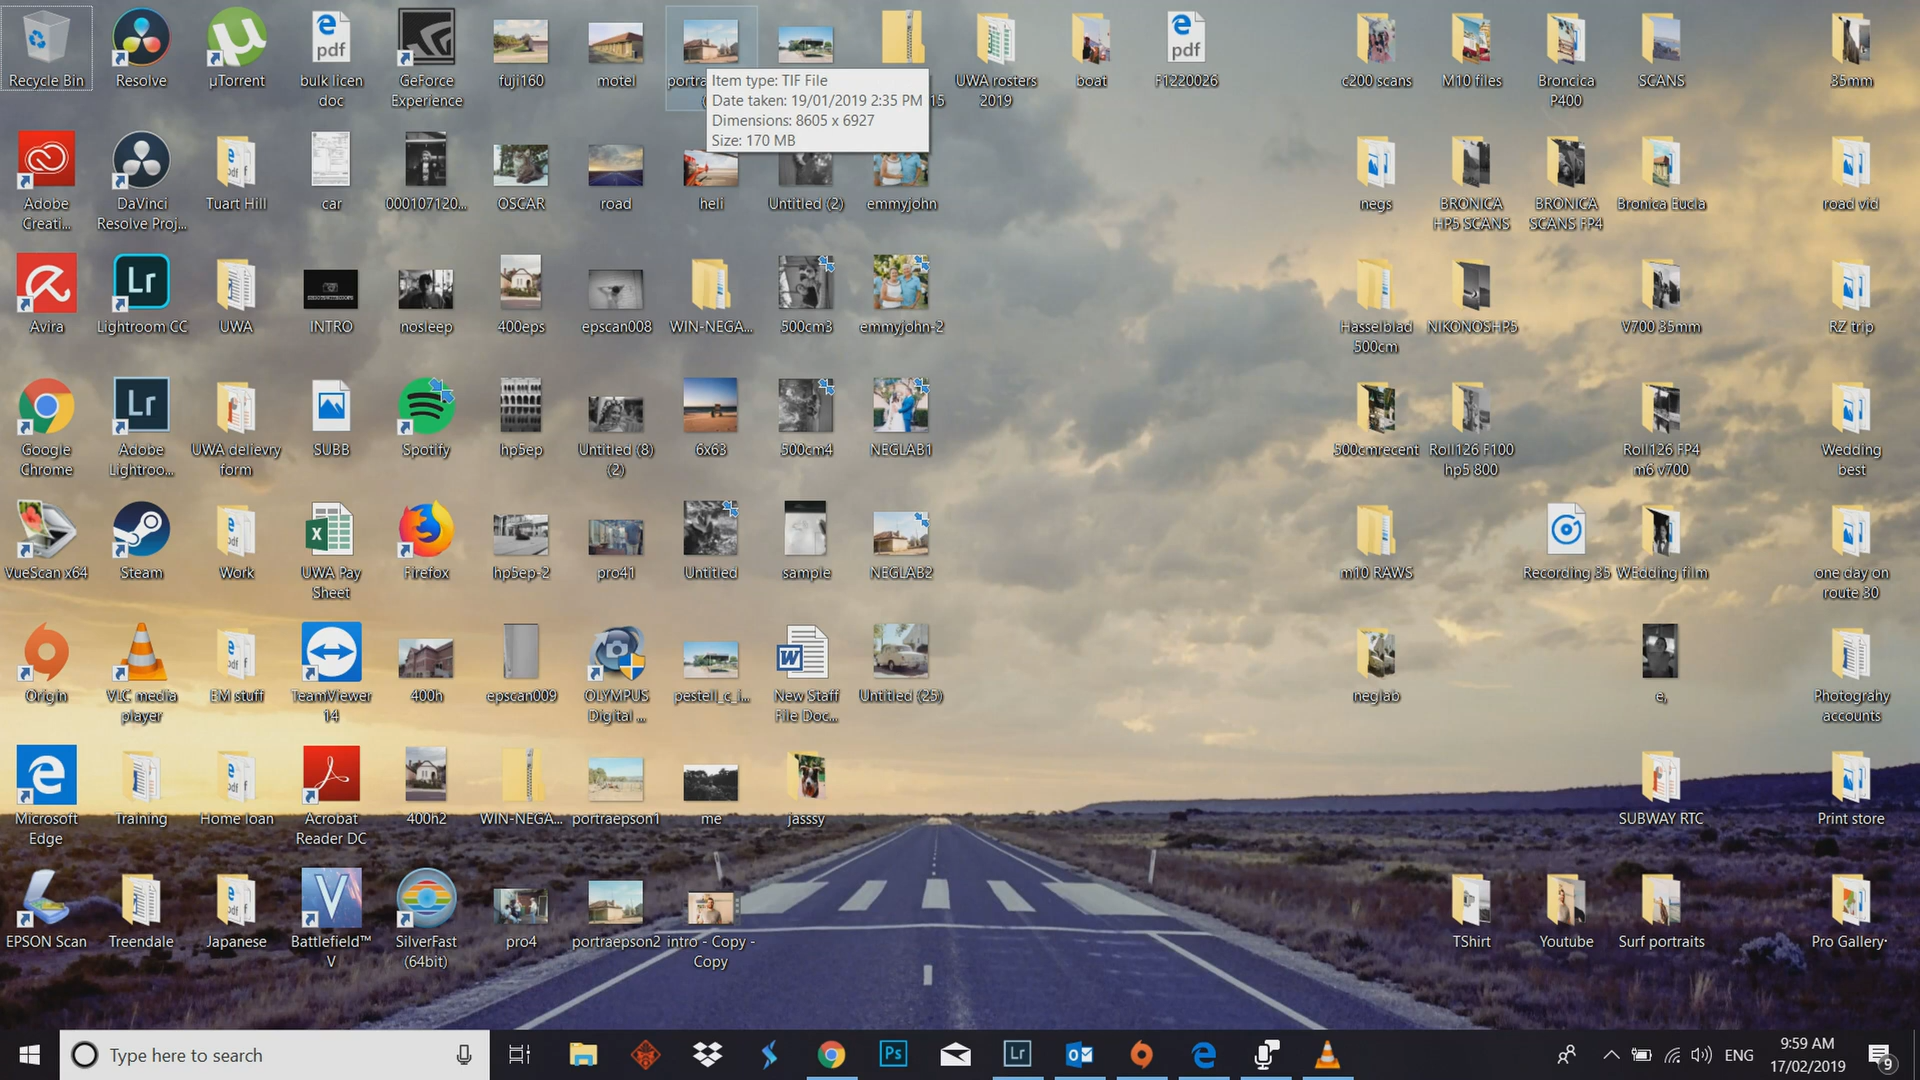 Recycle Bin
Resolve
µTorrent
bulk licen
doc
GeForce
Experience
fuji160
motel
portra
Item type: TIF File
Date taken: 19/01/2019 2:35 PM
Dimensions: 8605 x 6927
Size: 170 MB
15
UWA rosters
2019
boat
F1220026
c200 scans
M10 files
Broncica
P400
SCANS
35mm
Adobe
Creati...
DaVinci
Resolve Proj...
Tuart Hill
car
000107120...
OSCAR
road
heli
Untitled (2)
emmyjohn
negs
BRONICA
HP5 SCANS
BRONICA
SCANS FP4
Bronica Eucla
road vid
Avira
Lightroom CC
UWA
INTRO
nosleep
400eps
epscan008
WIN-NEGA...
500cm3
emmyjohn-2
Hasselblad
500cm
NIKONOSHP5
V700 35mm
RZ trip
Google
Chrome
Adobe
Lightroo...
UWA delievry
form
SUBB
Spotify
hp5ep
Untitled (8)
(2)
6x63
500cm4
NEGLAB1
500cmrecent
Roll126 F100
hp5 800
Roll126 FP4
m6 v700
Wedding
best
VueScan x64
Steam
Work
UWA Pay
Sheet
Firefox
hp5ep-2
pro41
Untitled
sample
NEGLAB2
m10 RAWS
Recording 35
WEdding film
one day on
route 30
Origin
VLC media
player
EM stuff
TeamViewer
14
400h
epscan009
OLYMPUS
Digital ...
pestell_c_i...
New Staff
File Doc...
Untitled (25)
neglab
e,
Photograhy
accounts
Microsoft
Edge
Training
Home loan
Acrobat
Reader DC
400h2
WIN-NEGA...
portraepson1
me
jasssy
SUBWAY RTC
Print store
EPSON Scan
Treendale
Japanese
Battlefield™
V
SilverFast
(64bit)
pro4
portraepson2
intro - Copy -
Copy
TShirt
Youtube
Surf portraits
Pro Gallery
Type here to search
Ps
Lr
ENG
9:59 AM
17/02/2019
9